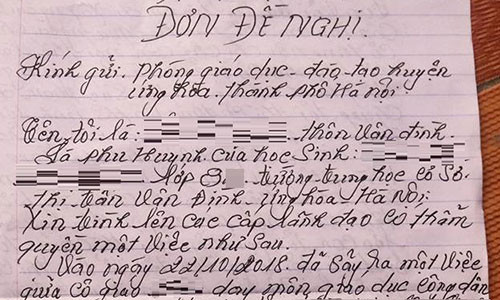 ĐƠN ĐỀ NGHỊ
Kính gửi. Phòng giáo dục - đào tạo huyện
ứng hòa. Thành phố Hà Nội.
Tên tôi là: thôn Vân đình
Là phụ Huynh của học Sinh:
lớp 8 trường trung học cơ Sở
thị trấn Vân Đình - ứng hòa Hà Nội
Xin trình lên các cấp lãnh đạo có thẩm
quyền một việc như sau.
Vào ngày 22/10/2018 đã Sảy ra một việc
giữa cô giáo dạy môn giáo dục công dân